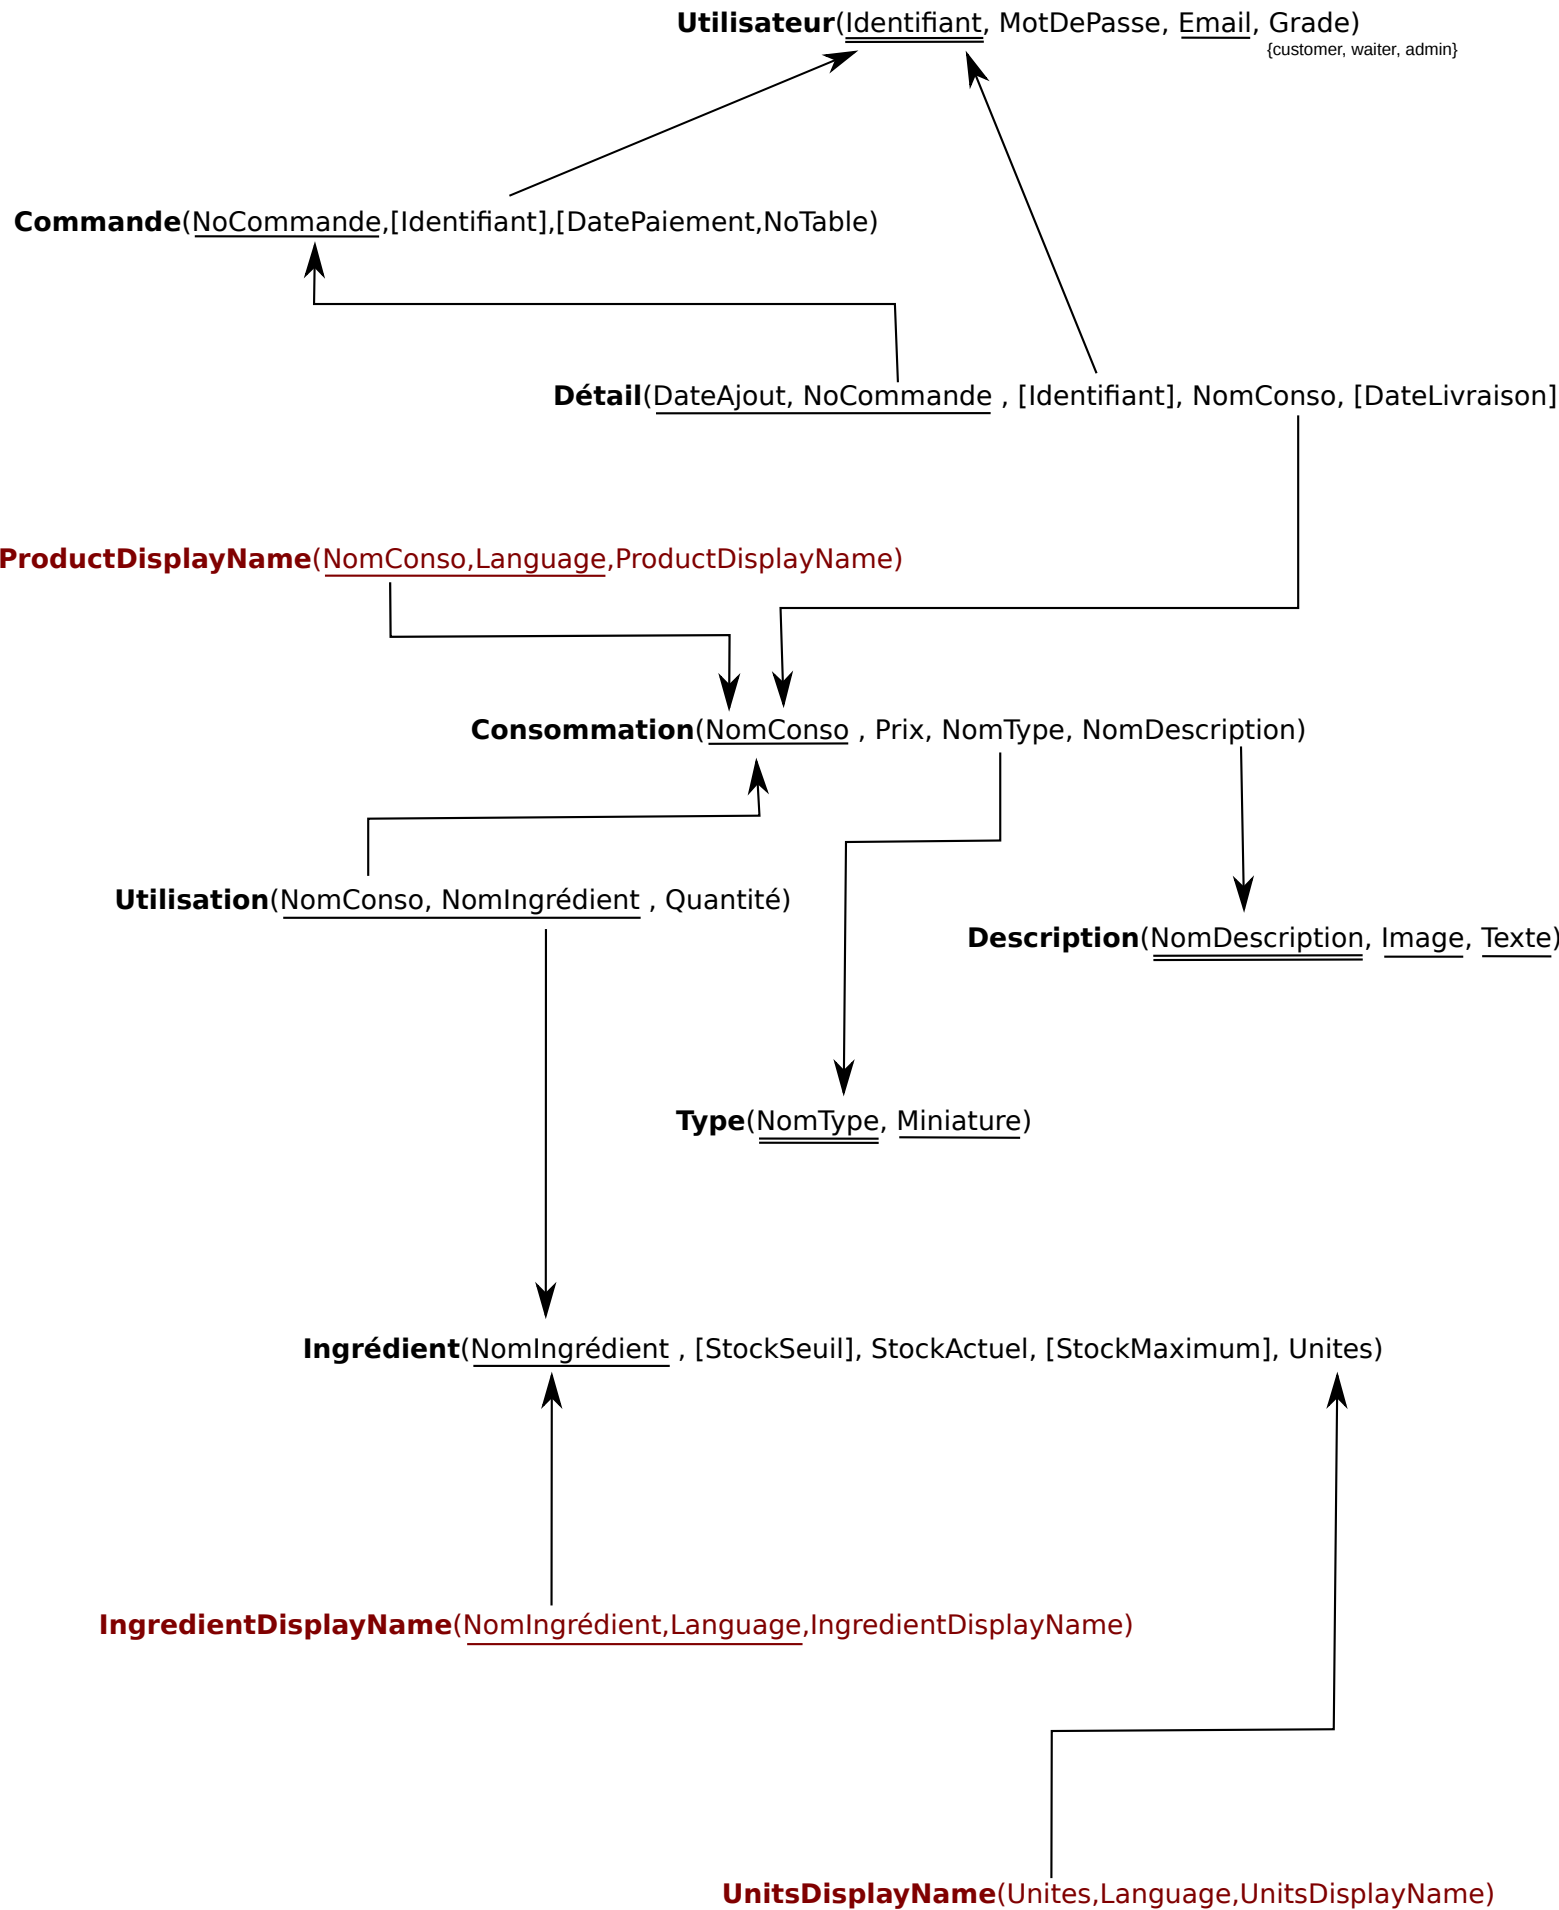 Utilisateur(Identifiant, MotDePasse, Email, Grade)
{customer, waiter, admin}
Commande(NoCommande,[Identifiant],[DatePaiement,NoTable)
Détail(DateAjout, NoCommande , [Identifiant], NomConso, [DateLivraison]
ProductDisplayName(NomConso,Language,ProductDisplayName)
Consommation(NomConso , Prix, NomType, NomDescription)
Utilisation(NomConso, NomIngrédient , Quantité)
Description(NomDescription, Image, Texte)
Type(NomType, Miniature)
Ingrédient(NomIngrédient , [StockSeuil], StockActuel, [StockMaximum], Unites)
IngredientDisplayName(NomIngrédient,Language,IngredientDisplayName)
UnitsDisplayName(Unites,Language,UnitsDisplayName)